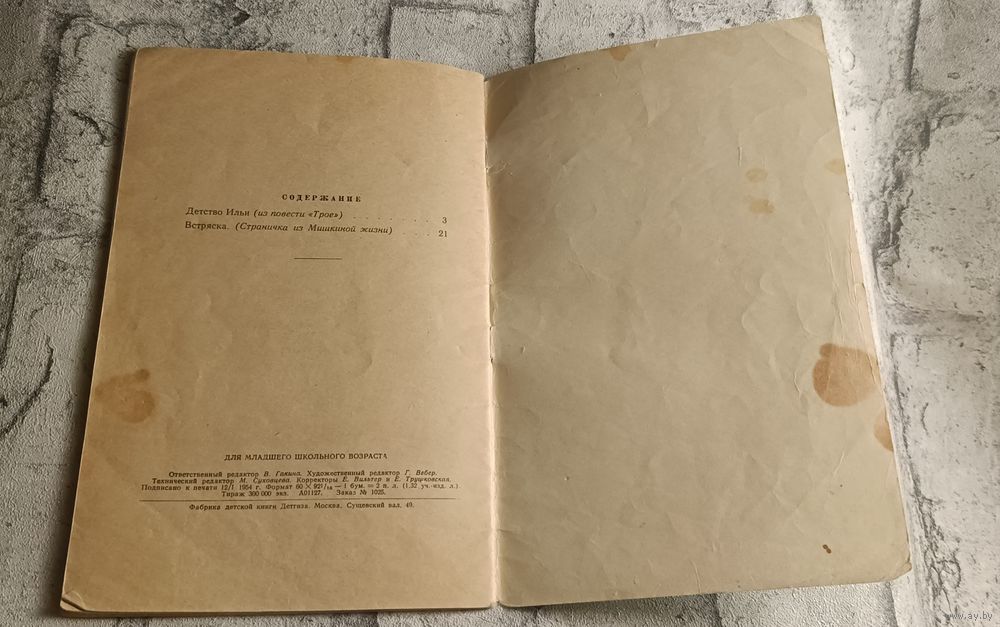 СОДЕРЖАНИЕ
Детство Ильи (из повести «Трое») . . . . . . . . . 3
Встряска. (Страничка из Мишкиной жизни) . . . . 21
ДЛЯ МЛАДШЕГО ШКОЛЬНОГО ВОЗРАСТА
Ответственный редактор В. Гакина. Художественный редактор Г. Вебер.
Технический редактор М. Суховцева. Корректоры Е. Вильтер и Е. Трушковская.
Подписано к печати 12/I 1954 г. Формат 60 × 92¹/₁₆ — 1 бум. = 2 п. л. (1,32 уч.-изд. л.)
Тираж 300 000 экз. А01127. Заказ № 1025.
Фабрика детской книги Детгиза. Москва, Сущевский вал, 49.
www.ay.by